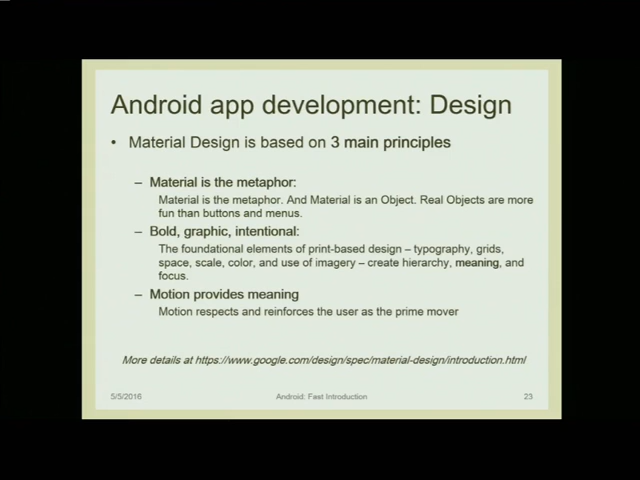 Android app development: Design
• Material Design is based on 3 main principles
– Material is the metaphor:
Material is the metaphor. And Material is an Object. Real Objects are more
fun than buttons and menus.
– Bold, graphic, intentional:
The foundational elements of print-based design – typography, grids,
space, scale, color, and use of imagery – create hierarchy, meaning, and
focus.
– Motion provides meaning
Motion respects and reinforces the user as the prime mover
More details at https://www.google.com/design/spec/material-design/introduction.html
5/5/2016
Android: Fast Introduction
23